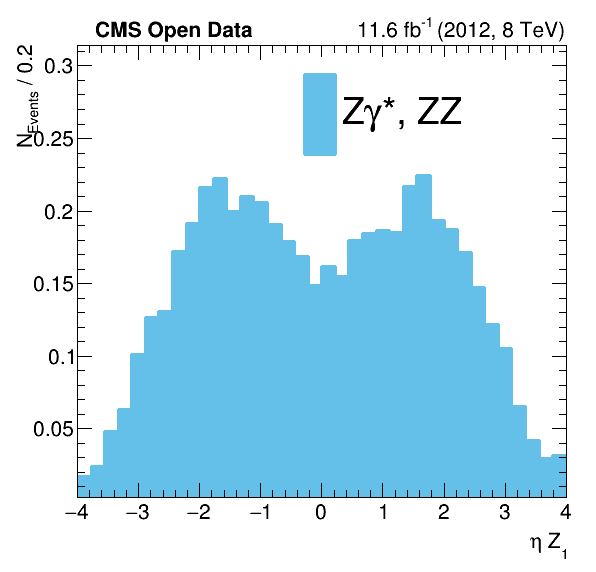 CMS Open Data 11.6 fb⁻¹ (2012, 8 TeV)
N_Events / 0.2
Zγ*, ZZ
0.3
0.25
0.2
0.15
0.1
0.05
−4 −3 −2 −1 0 1 2 3 4
η Z₁